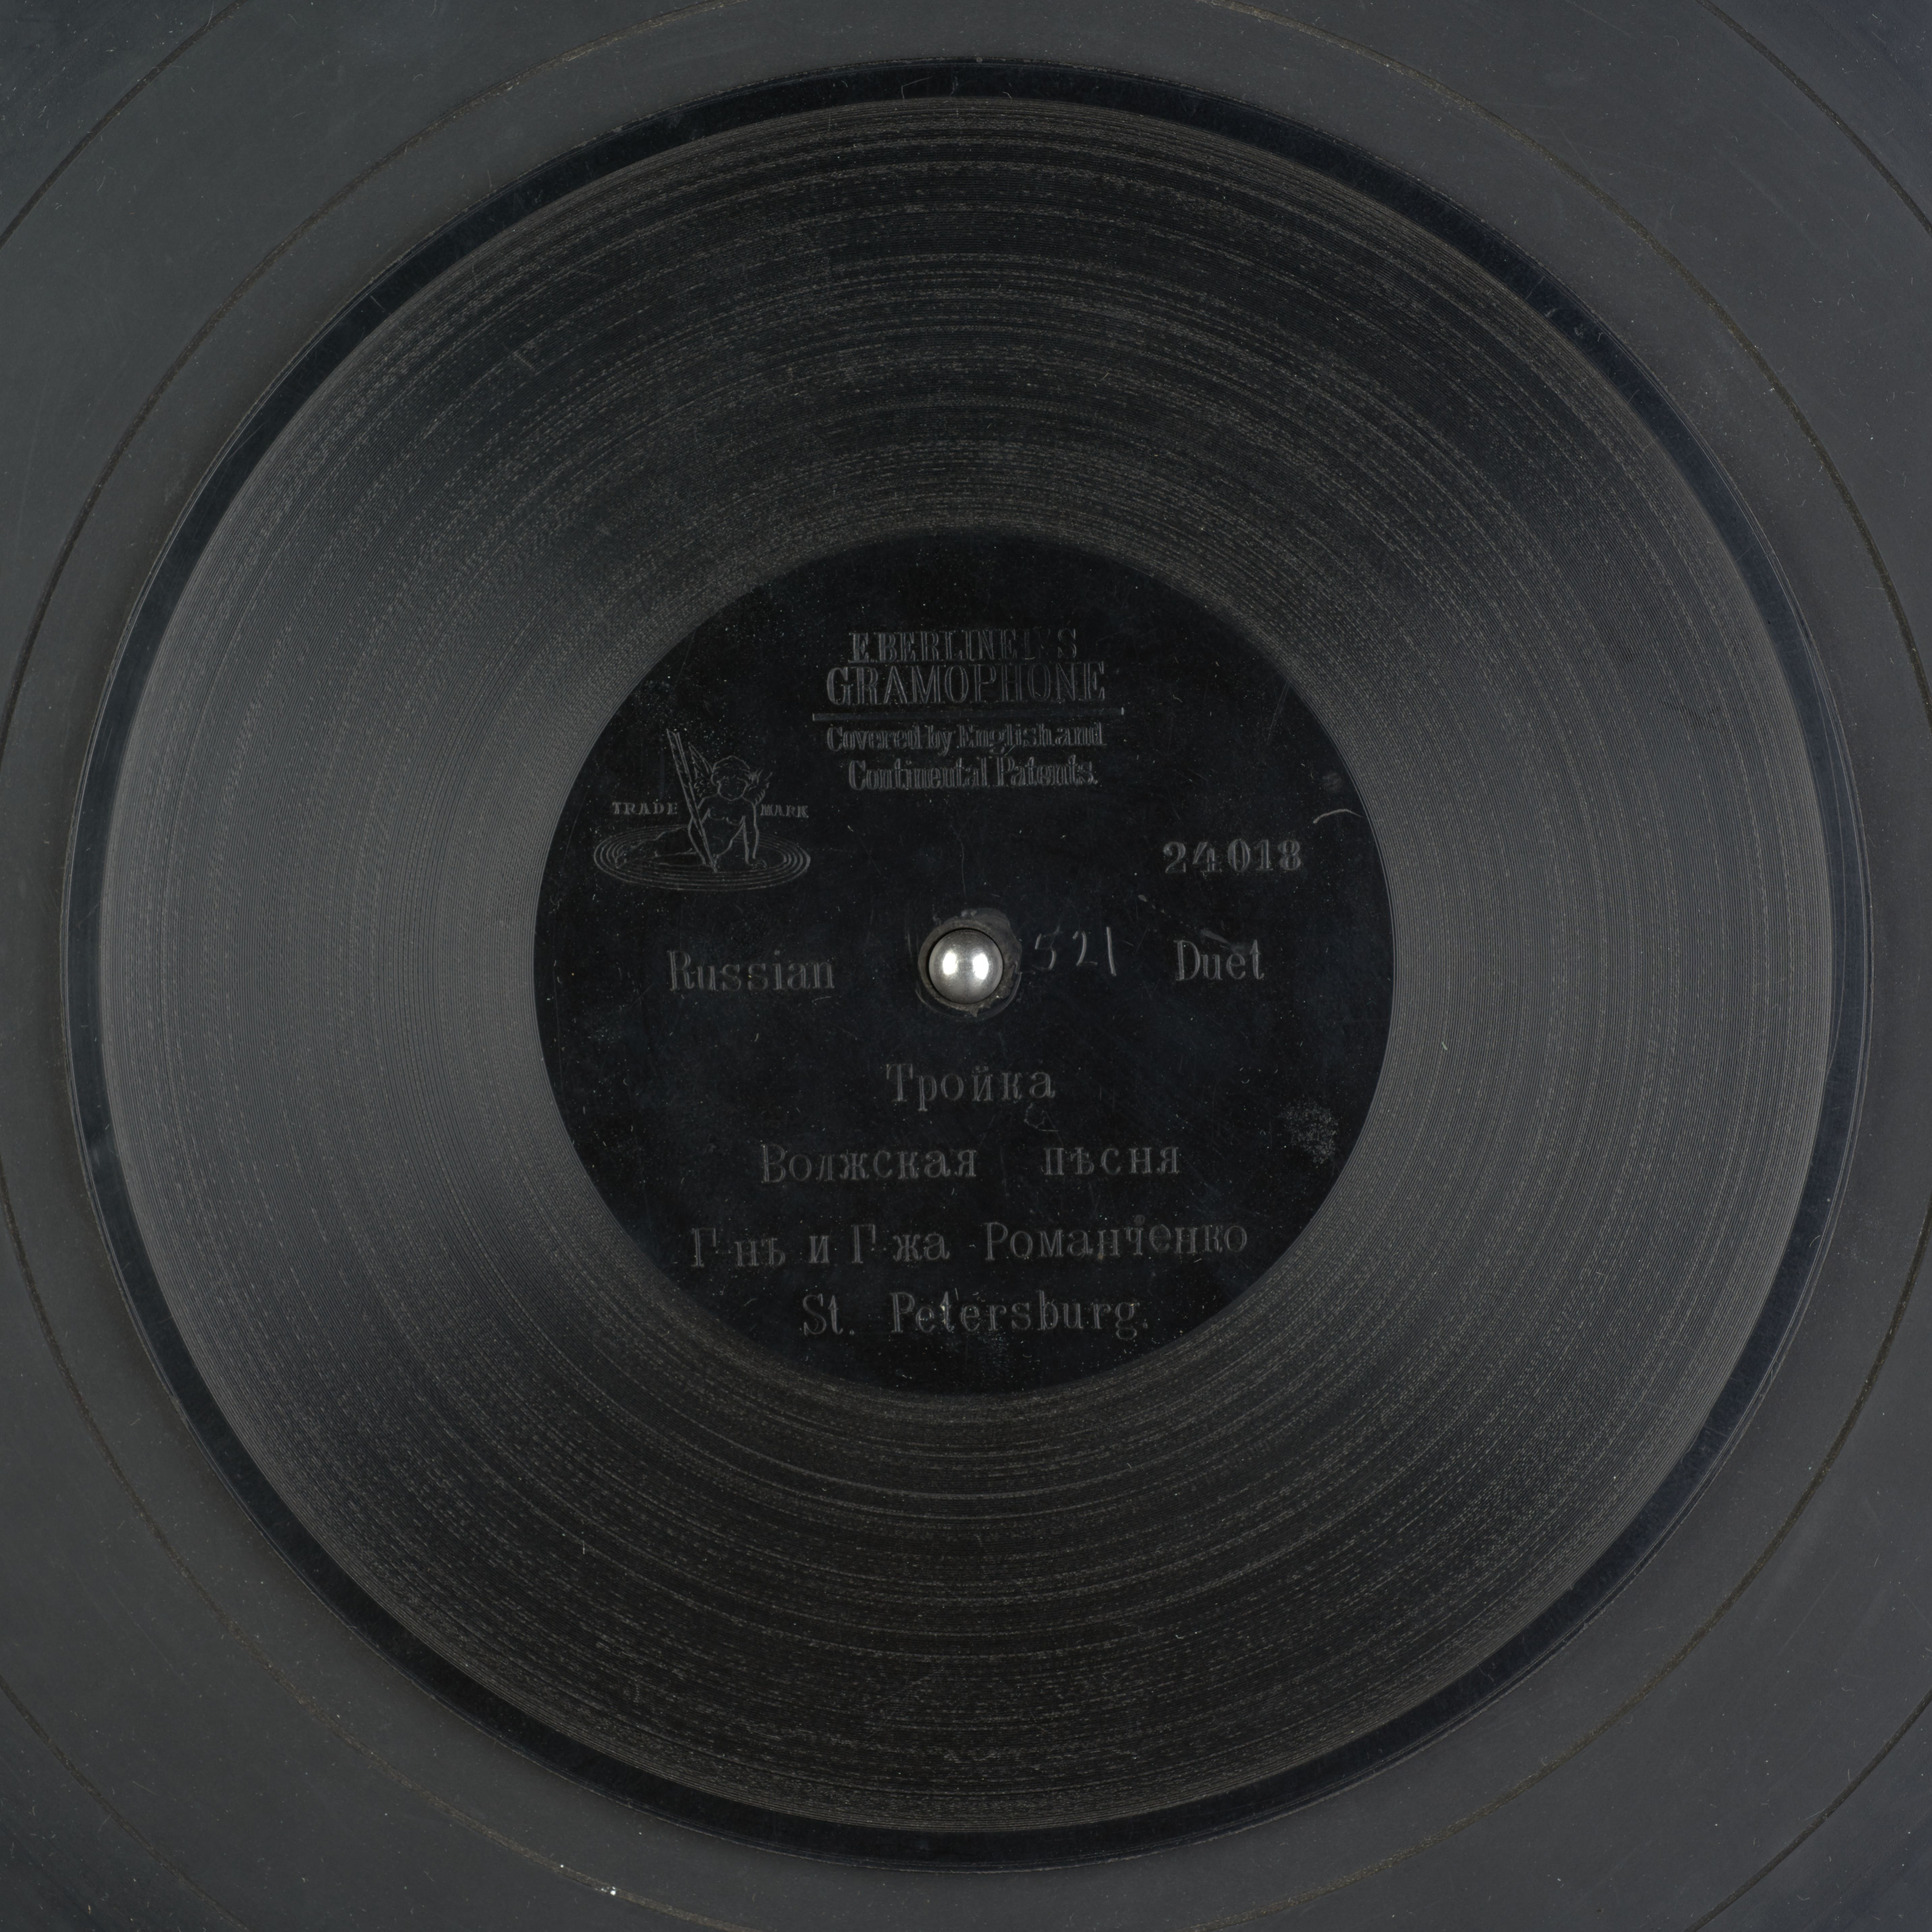 E. BERLINER'S
GRAMOPHONE
Covered by English and
Continental Patents.
TRADE MARK
24018
Russian 521 Duet
Тройка
Волжская пѣсня
Г-нъ и Г-жа Романченко
St. Petersburg.